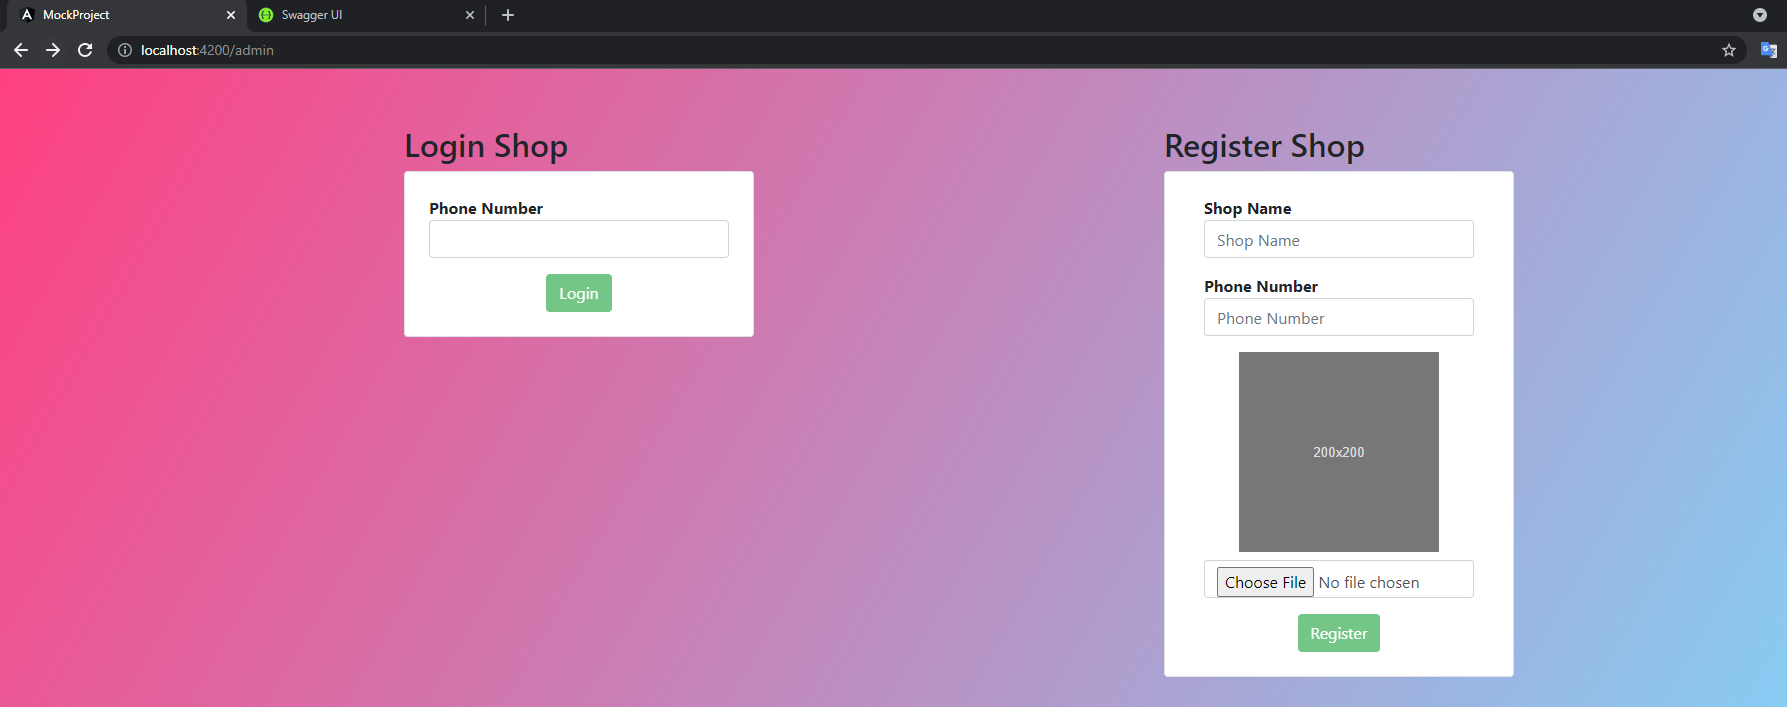 MockProject
Swagger UI
localhost:4200/admin
Login Shop
Phone Number
Login
Register Shop
Shop Name
Shop Name
Phone Number
Phone Number
200x200
Choose File No file chosen
Register